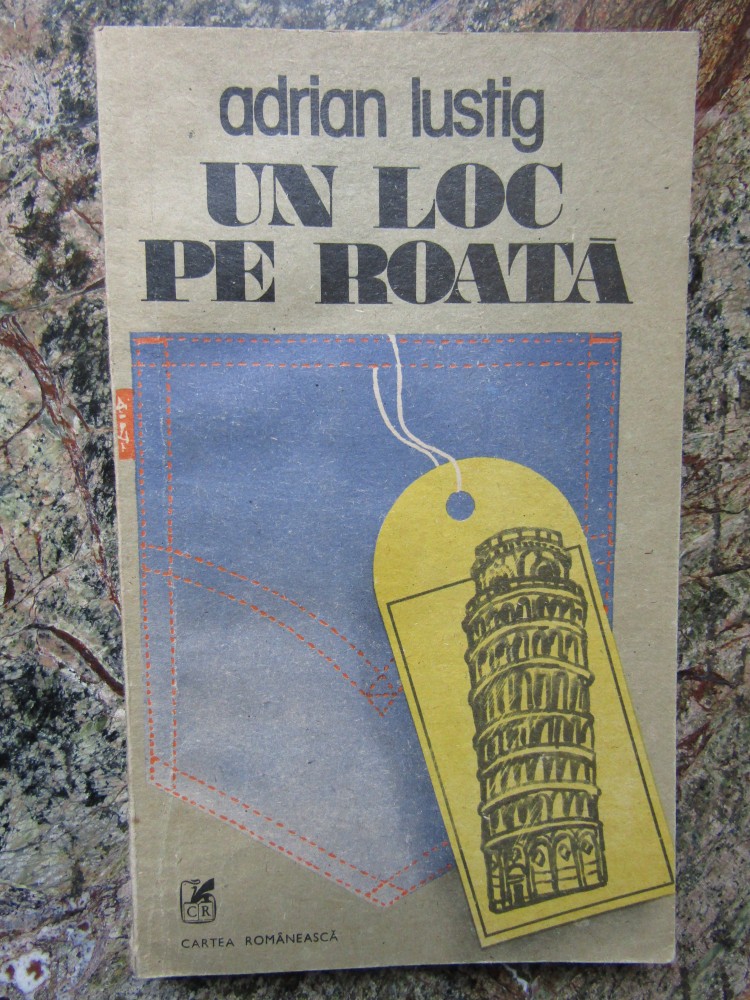 adrian lustig
UN LOC
PE ROATĂ
CR
CARTEA ROMÂNEASCĂ